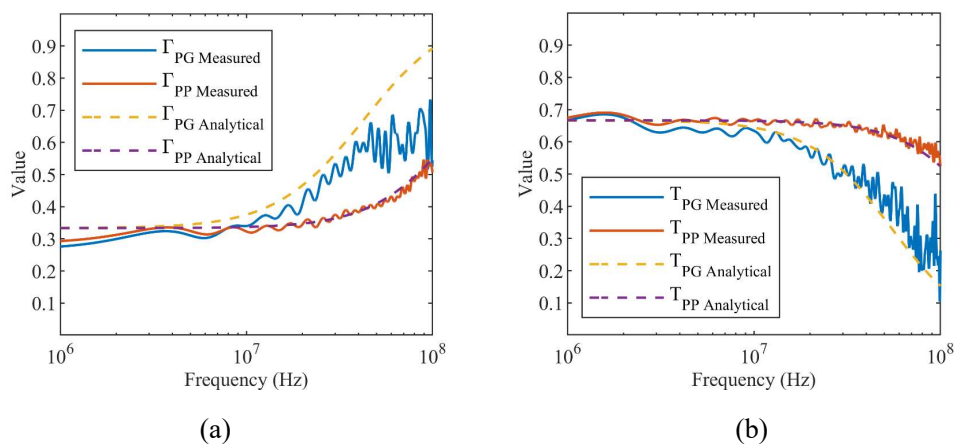 0.9
0.8
0.7
0.6
0.5
0.4
0.3
0.2
0.1
Value
Γ PG Measured
Γ PP Measured
Γ PG Analytical
Γ PP Analytical
10^6
10^7
10^8
Frequency (Hz)
(a)
0.9
0.8
0.7
0.6
0.5
0.4
0.3
0.2
0.1
Value
T PG Measured
T PP Measured
T PG Analytical
T PP Analytical
10^6
10^7
10^8
Frequency (Hz)
(b)